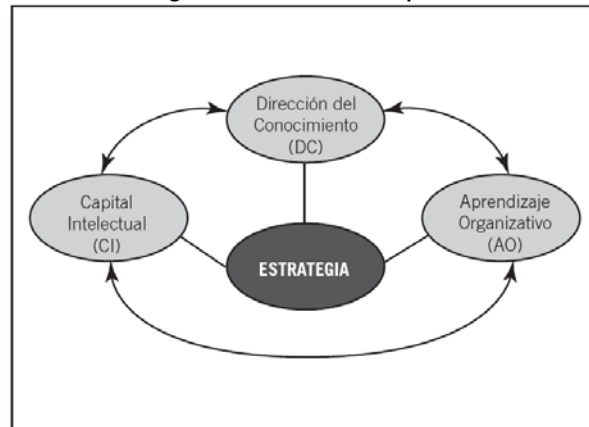 Dirección del
Conocimiento
(DC)
Capital
Intelectual
(CI)
Aprendizaje
Organizativo
(AO)
ESTRATEGIA